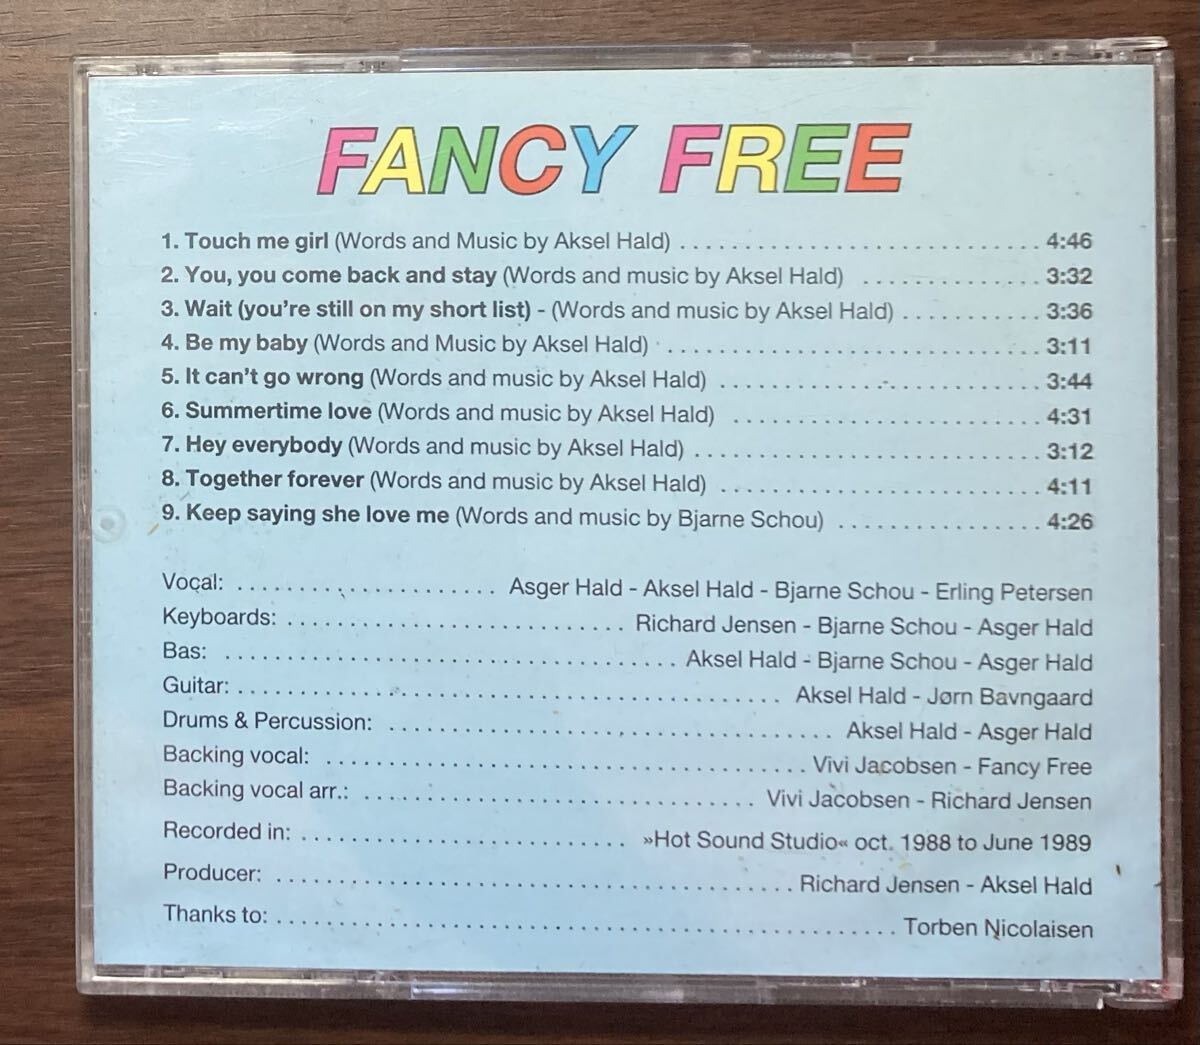 FANCY FREE
1. Touch me girl (Words and Music by Aksel Hald) . . . . . . . . . . . . . . . . . . . . . . . . . . . . 4:46
2. You, you come back and stay (Words and music by Aksel Hald) . . . . . . . . . . . . . . 3:32
3. Wait (you're still on my short list) - (Words and music by Aksel Hald) . . . . . . . . . . . 3:36
4. Be my baby (Words and Music by Aksel Hald) . . . . . . . . . . . . . . . . . . . . . . . . . . . . . 3:11
5. It can't go wrong (Words and music by Aksel Hald) . . . . . . . . . . . . . . . . . . . . . . . . . 3:44
6. Summertime love (Words and music by Aksel Hald) . . . . . . . . . . . . . . . . . . . . . . . . 4:31
7. Hey everybody (Words and music by Aksel Hald) . . . . . . . . . . . . . . . . . . . . . . . . . . . 3:12
8. Together forever (Words and music by Aksel Hald) . . . . . . . . . . . . . . . . . . . . . . . . . 4:11
9. Keep saying she love me (Words and music by Bjarne Schou) . . . . . . . . . . . . . . . . 4:26
Vocal: . . . . . . . . . . . . . . . . . . . . Asger Hald - Aksel Hald - Bjarne Schou - Erling Petersen
Keyboards: . . . . . . . . . . . . . . . . . . . . . . . . . . Richard Jensen - Bjarne Schou - Asger Hald
Bas: . . . . . . . . . . . . . . . . . . . . . . . . . . . . . . . . . . . Aksel Hald - Bjarne Schou - Asger Hald
Guitar: . . . . . . . . . . . . . . . . . . . . . . . . . . . . . . . . . . . . . . . . . . Aksel Hald - Jørn Bavngaard
Drums & Percussion: . . . . . . . . . . . . . . . . . . . . . . . . . . . . . . . . . . Aksel Hald - Asger Hald
Backing vocal: . . . . . . . . . . . . . . . . . . . . . . . . . . . . . . . . . . . . . Vivi Jacobsen - Fancy Free
Backing vocal arr.: . . . . . . . . . . . . . . . . . . . . . . . . . . . . . . Vivi Jacobsen - Richard Jensen
Recorded in: . . . . . . . . . . . . . . . . . . . . . . . . . »Hot Sound Studio« oct. 1988 to June 1989
Producer: . . . . . . . . . . . . . . . . . . . . . . . . . . . . . . . . . . . . . . . . Richard Jensen - Aksel Hald
Thanks to: . . . . . . . . . . . . . . . . . . . . . . . . . . . . . . . . . . . . . . . . . . . . . . . . Torben Nicolaisen